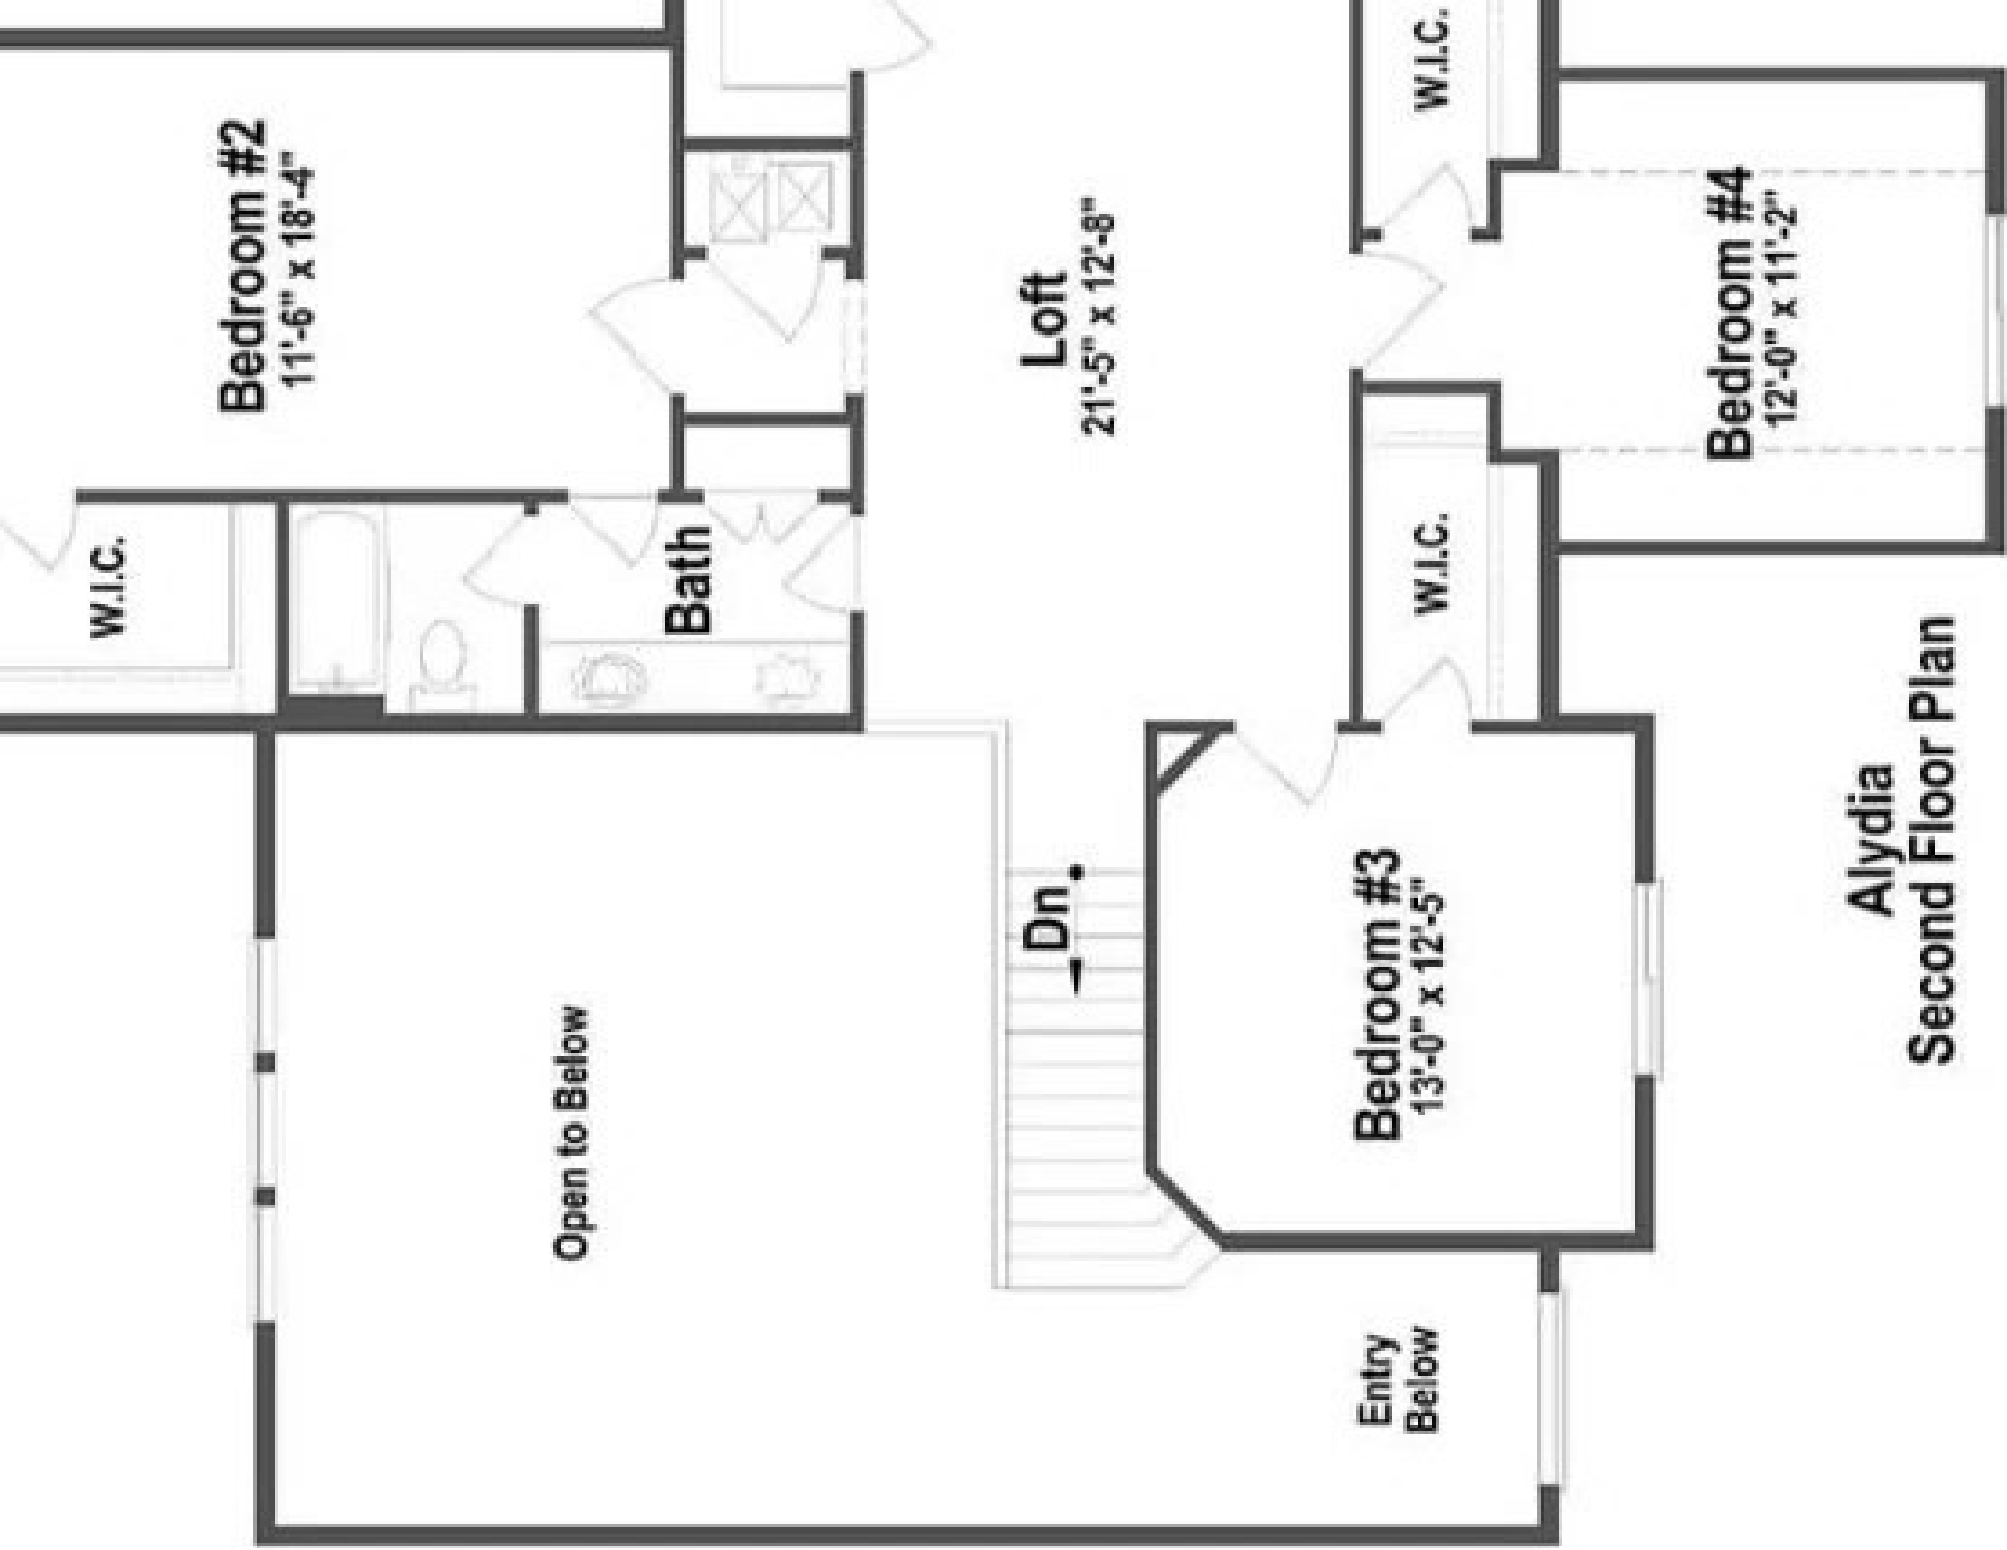 Bedroom #2
11'-6" x 18'-4"
W.I.C.
Bath
Loft
21'-5" x 12'-8"
W.I.C.
W.I.C.
Bedroom #4
12'-0" x 11'-2"
Open to Below
Dn.
Bedroom #3
13'-0" x 12'-5"
Entry
Below
Alydia
Second Floor Plan